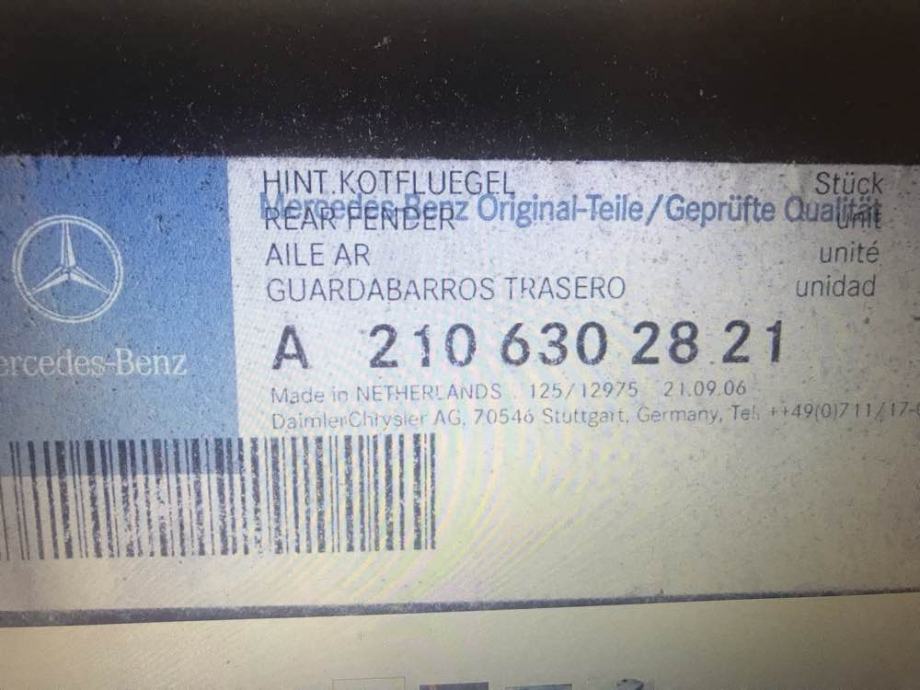 HINT.KOTFLUEGEL Stück
Mercedes-Benz Original-Teile/Geprüfte Qualität
REAR FENDER unit
AILE AR unité
GUARDABARROS TRASERO unidad
A 210 630 28 21
ercedes-Benz
Made in NETHERLANDS 125/12975 21.09.06
DaimlerChrysler AG, 70546 Stuttgart, Germany, Tel. ++49(0)711/17-